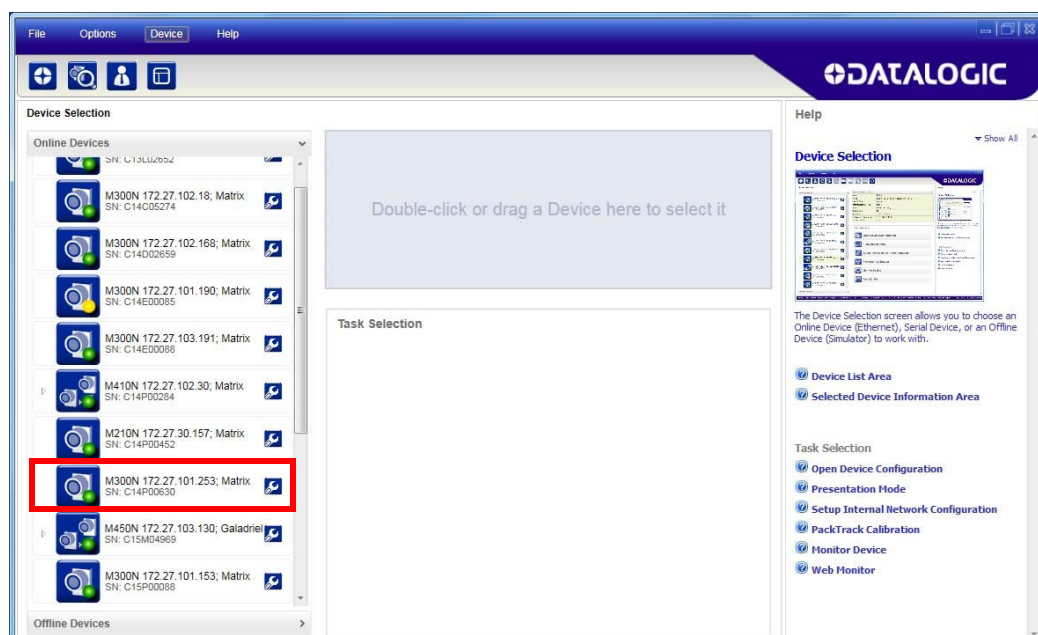 File Options Device Help
DATALOGIC
Device Selection
Online Devices
SN: C13L02652
M300N 172.27.102.18; Matrix
SN: C14C05274
M300N 172.27.102.168; Matrix
SN: C14D02659
M300N 172.27.101.190; Matrix
SN: C14E00085
M300N 172.27.103.191; Matrix
SN: C14E00088
M410N 172.27.102.30; Matrix
SN: C14P00284
M210N 172.27.30.157; Matrix
SN: C14P00452
M300N 172.27.101.253; Matrix
SN: C14P00630
M450N 172.27.103.130; Galadriel
SN: C15M04969
M300N 172.27.101.153; Matrix
SN: C15P00088
Offline Devices
Double-click or drag a Device here to select it
Task Selection
Help
Show All
Device Selection
The Device Selection screen allows you to choose an
Online Device (Ethernet), Serial Device, or an Offline
Device (Simulator) to work with.
Device List Area
Selected Device Information Area
Task Selection
Open Device Configuration
Presentation Mode
Setup Internal Network Configuration
PackTrack Calibration
Monitor Device
Web Monitor